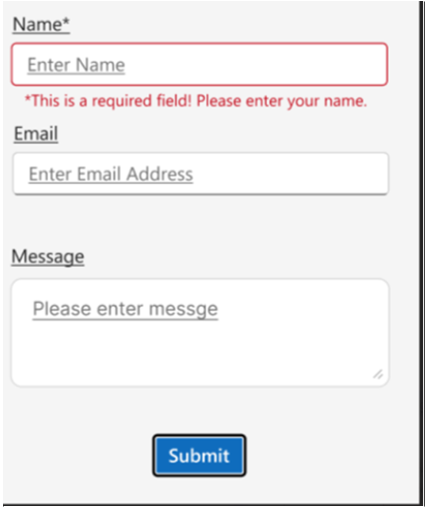 Name*
Enter Name
*This is a required field! Please enter your name.
Email
Enter Email Address
Message
Please enter messge
Submit